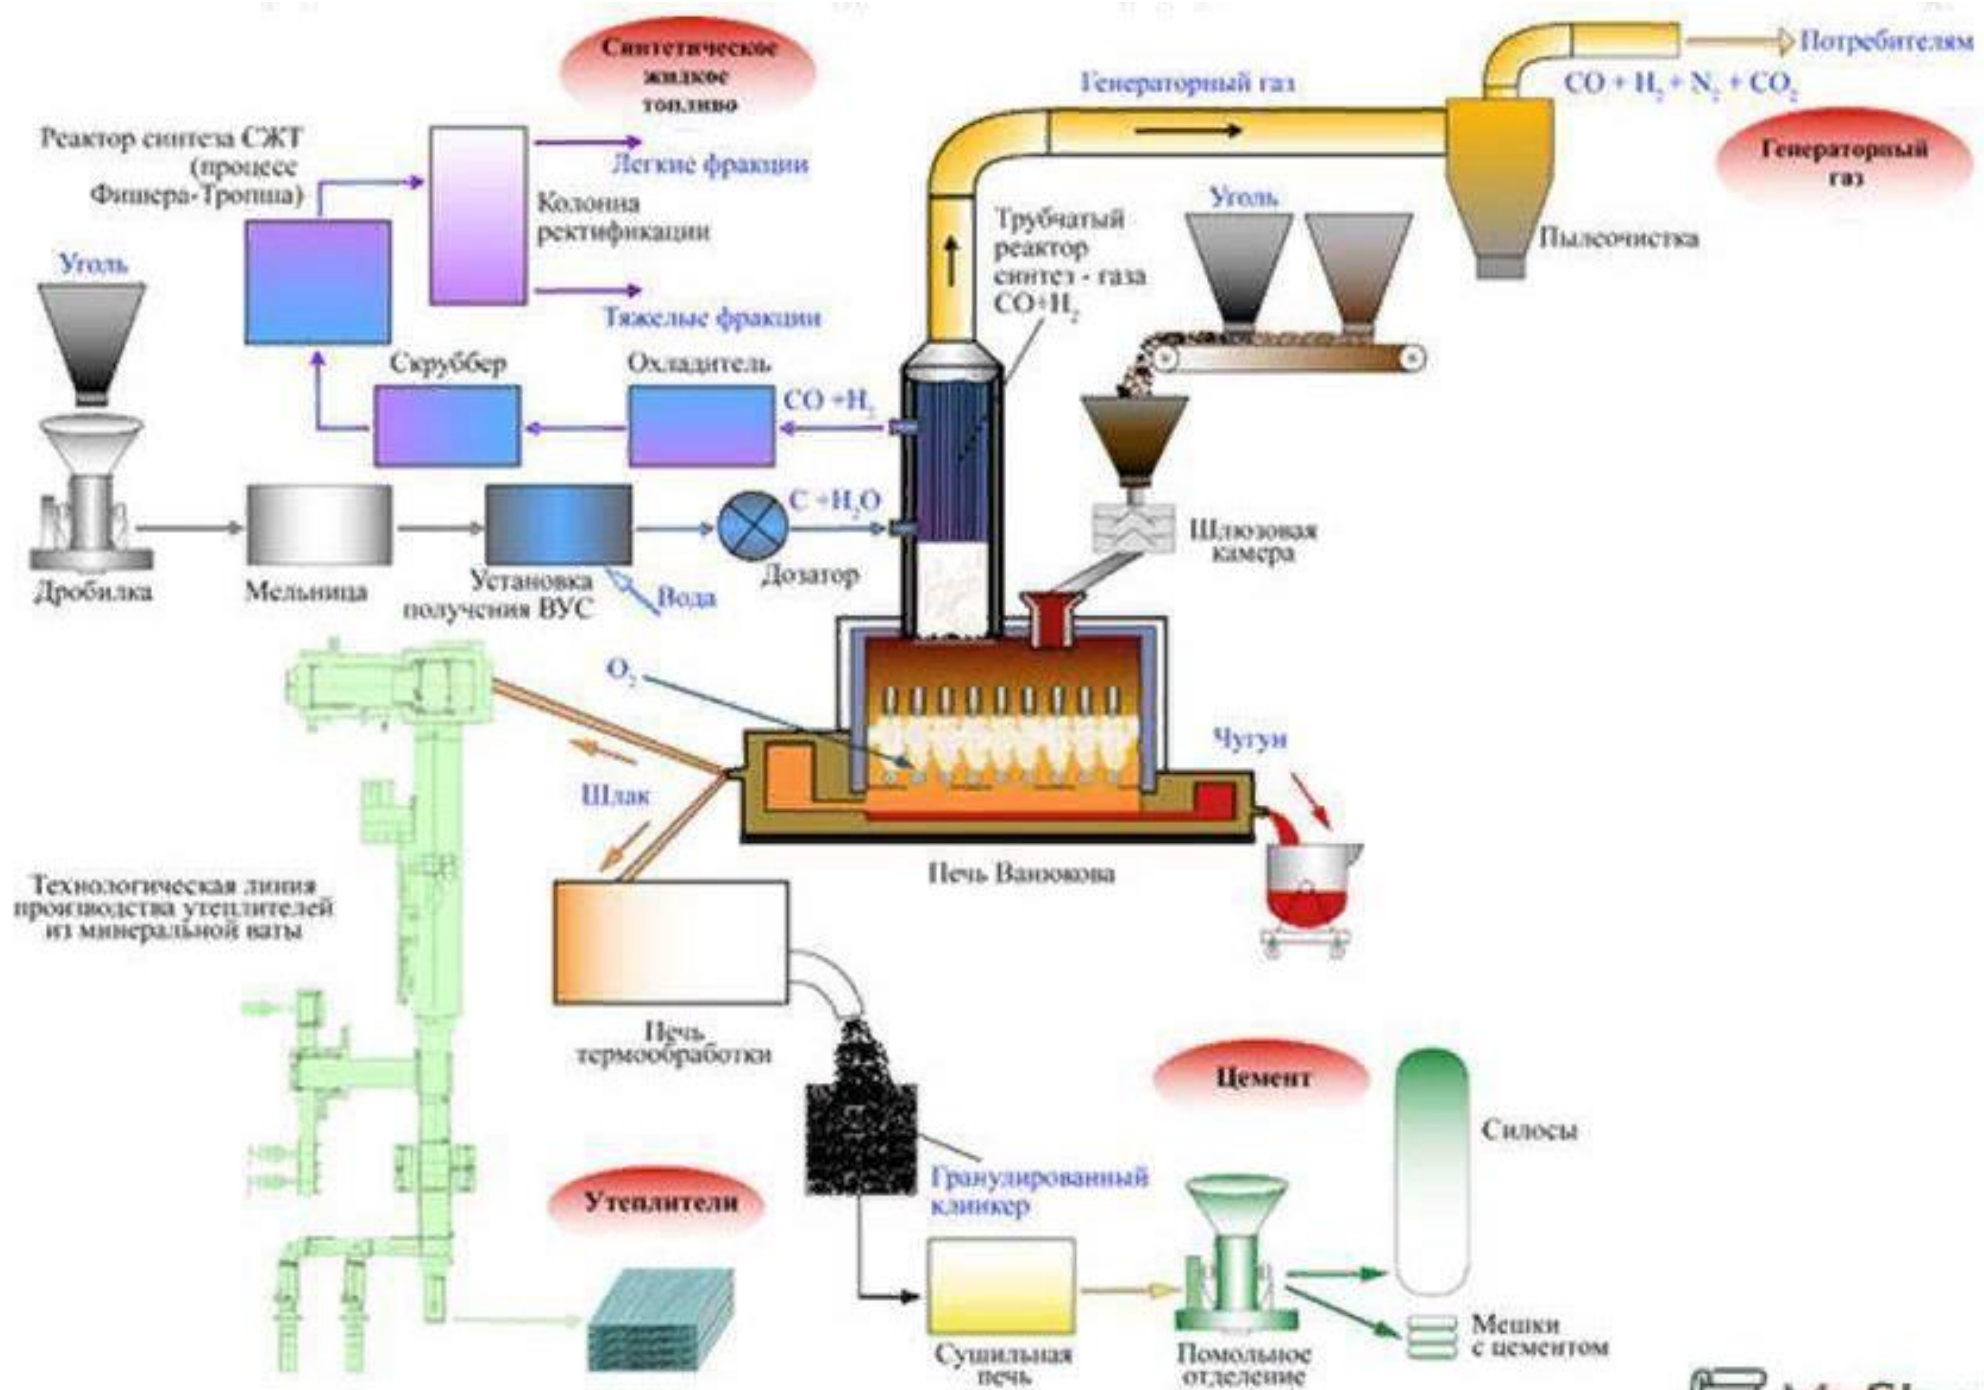 Синтетическое
жидкое
топливо
Потребителям
CO + H₂ + N₂ + CO₂
Генераторный газ
Генераторный
газ
Реактор синтеза СЖТ
(процесс
Фишера-Тропша)
Легкие фракции
Колонна
ректификации
Тяжелые фракции
Трубчатый
реактор
синтез - газа
CO+H₂
Уголь
Пылеочистка
Уголь
Скруббер
Охладитель
CO +H₂
C +H₂O
Шлюзовая
камера
Дробилка
Мельница
Установка
получения ВУС
Вода
Дозатор
O₂
Чугун
Шлак
Печь Ванюкова
Технологическая линия
производства утеплителей
из минеральной ваты
Печь
термообработки
Цемент
Силосы
Гранулированный
клинкер
Утеплители
Сушильная
печь
Помольное
отделение
Мешки
с цементом